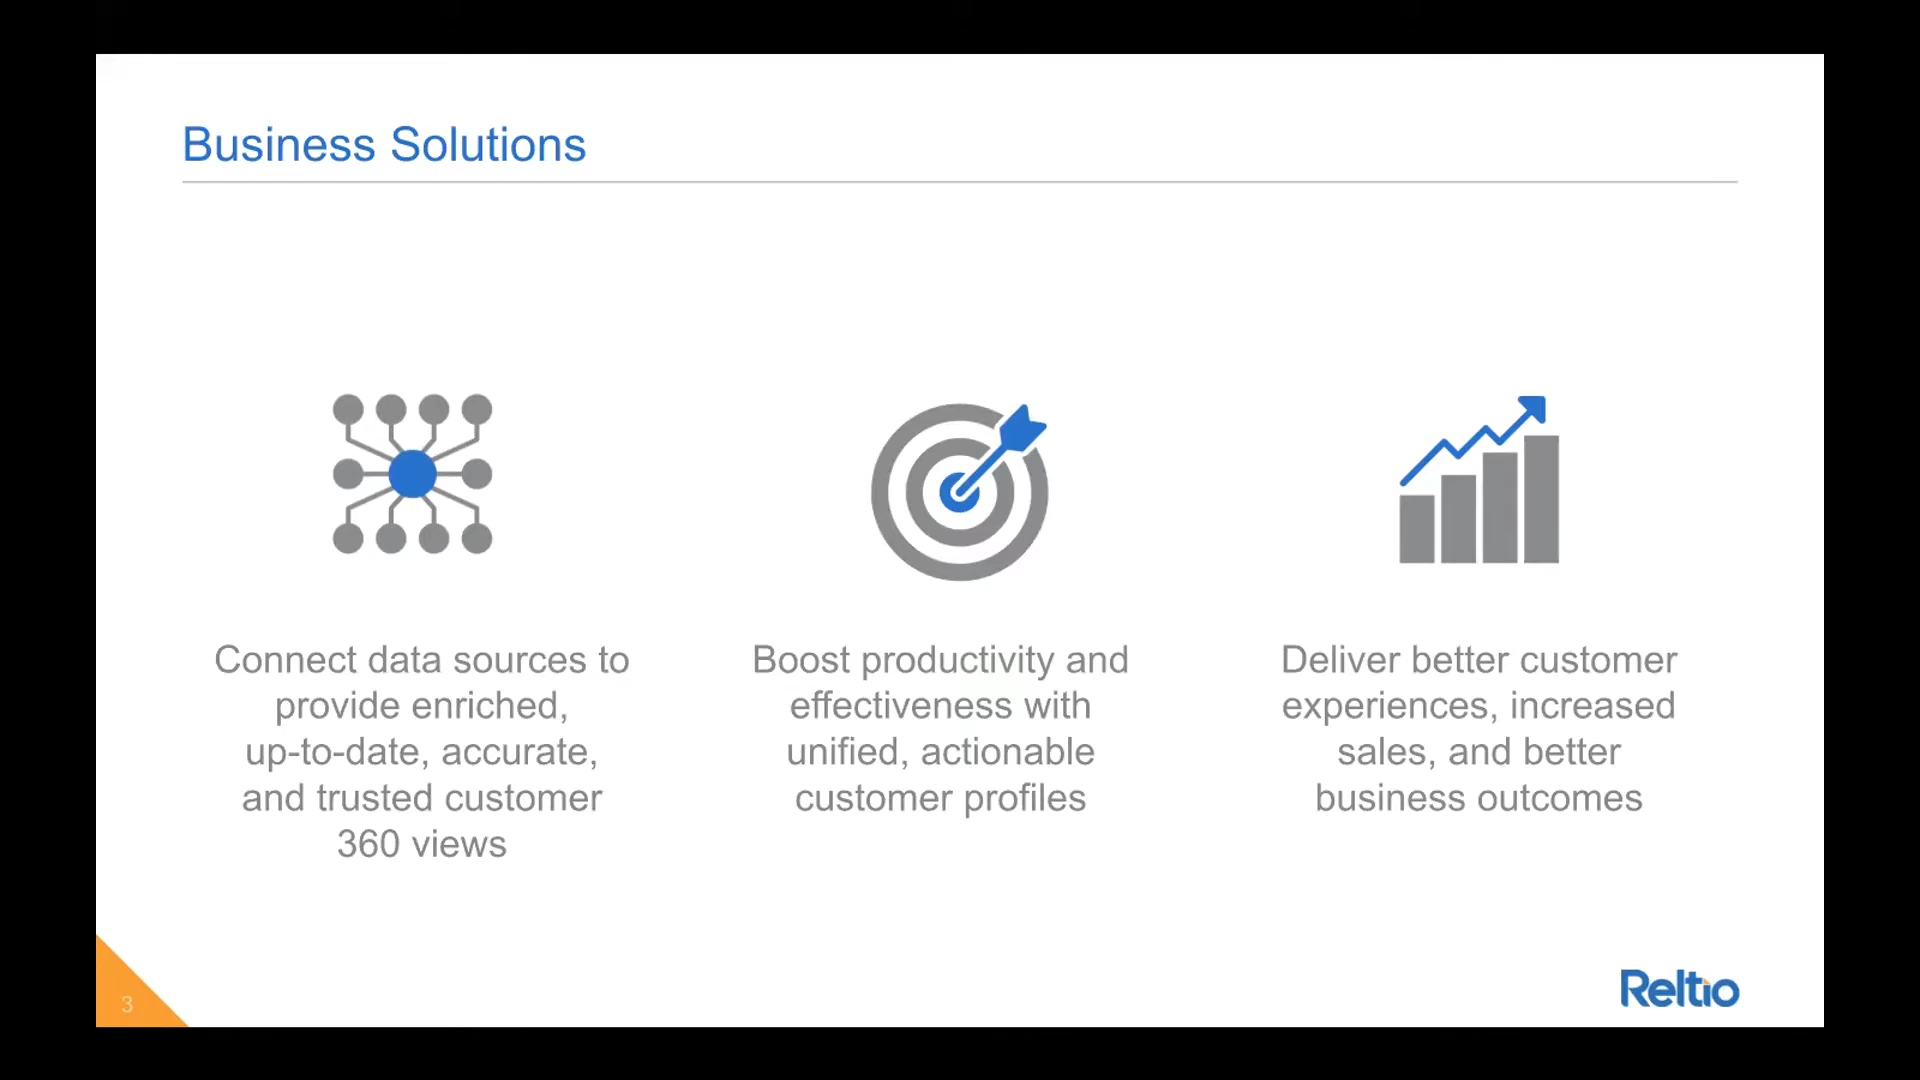 Business Solutions
Connect data sources to
provide enriched,
up-to-date, accurate,
and trusted customer
360 views
Boost productivity and
effectiveness with
unified, actionable
customer profiles
Deliver better customer
experiences, increased
sales, and better
business outcomes
3
Reltio